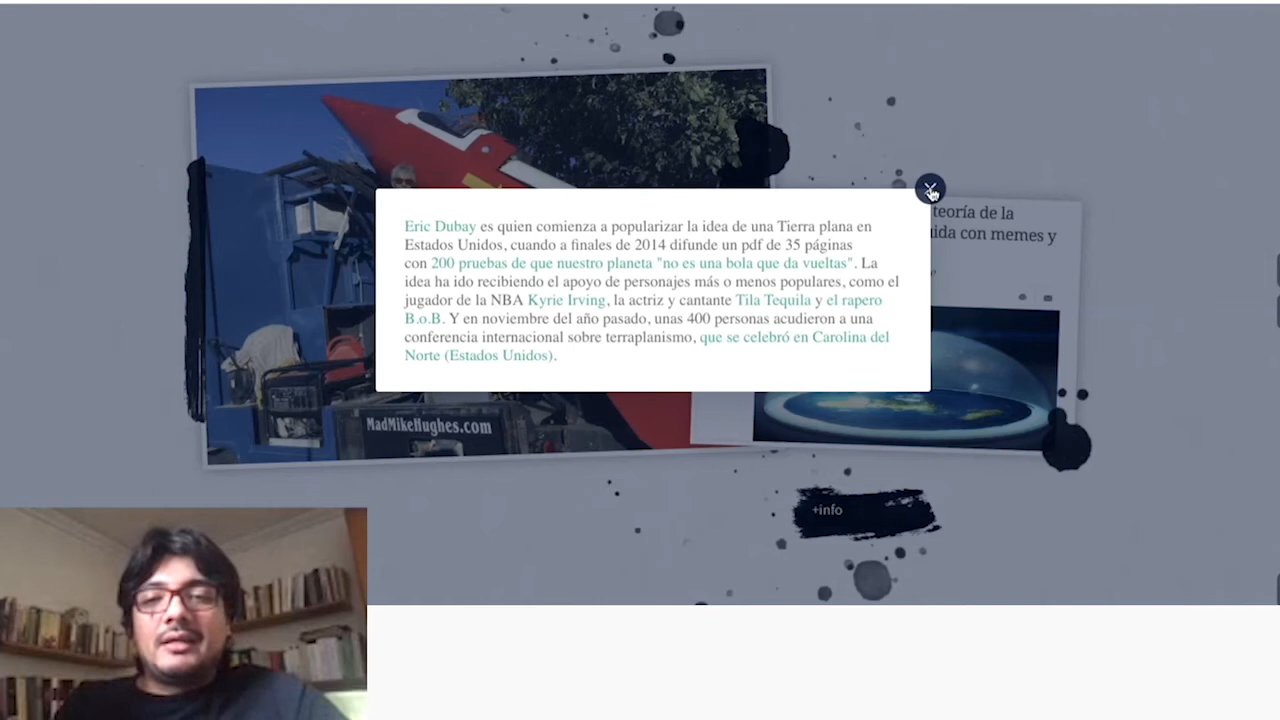 teoría de la
ida con memes y
Eric Dubay es quien comienza a popularizar la idea de una Tierra plana en
Estados Unidos, cuando a finales de 2014 difunde un pdf de 35 páginas
con 200 pruebas de que nuestro planeta "no es una bola que da vueltas". La
idea ha ido recibiendo el apoyo de personajes más o menos populares, como el
jugador de la NBA Kyrie Irving, la actriz y cantante Tila Tequila y el rapero
B.o.B. Y en noviembre del año pasado, unas 400 personas acudieron a una
conferencia internacional sobre terraplanismo, que se celebró en Carolina del
Norte (Estados Unidos).
MadMikeHughes.com
+info